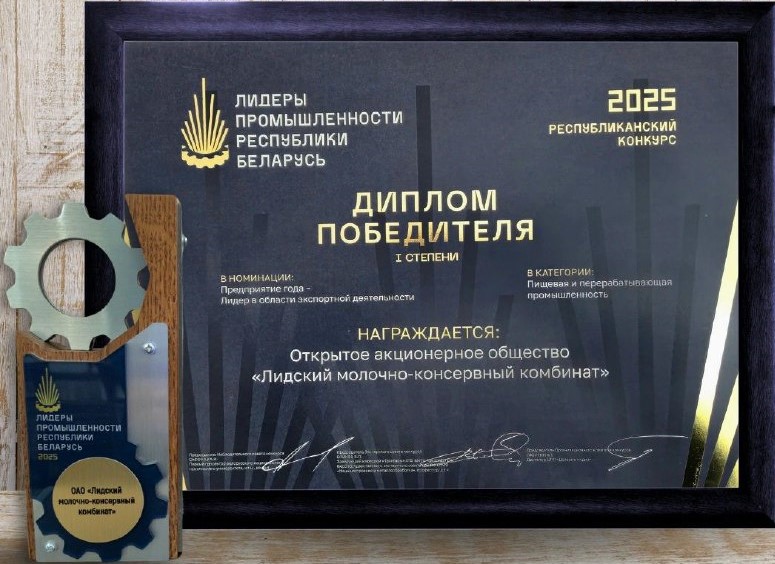 ЛИДЕРЫ
ПРОМЫШЛЕННОСТИ
РЕСПУБЛИКИ
БЕЛАРУСЬ
2025
РЕСПУБЛИКАНСКИЙ
КОНКУРС
ДИПЛОМ
ПОБЕДИТЕЛЯ
I СТЕПЕНИ
В НОМИНАЦИИ:
Предприятие года –
Лидер в области экспортной деятельности
В КАТЕГОРИИ:
Пищевая и перерабатывающая
промышленность
НАГРАЖДАЕТСЯ:
Открытое акционерное общество
«Лидский молочно-консервный комбинат»
ЛИДЕРЫ
ПРОМЫШЛЕННОСТИ
РЕСПУБЛИКИ
БЕЛАРУСЬ
2025
ОАО «Лидский
молочно-консервный
комбинат»